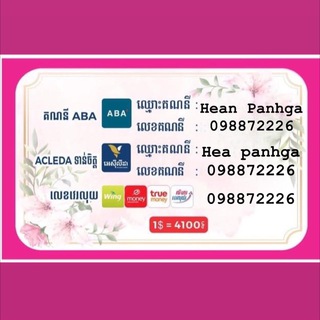 គណនី ABA
ABA
ឈ្មោះគណនី : Hean Panhga
លេខគណនី : 098872226
ACLEDA ទាន់ចិត្ត
ឈ្មោះគណនី : Hea panhga
លេខគណនី : 098872226
លេខវេរលុយ
Wing
money
true money
098872226
1$ = 4100៛